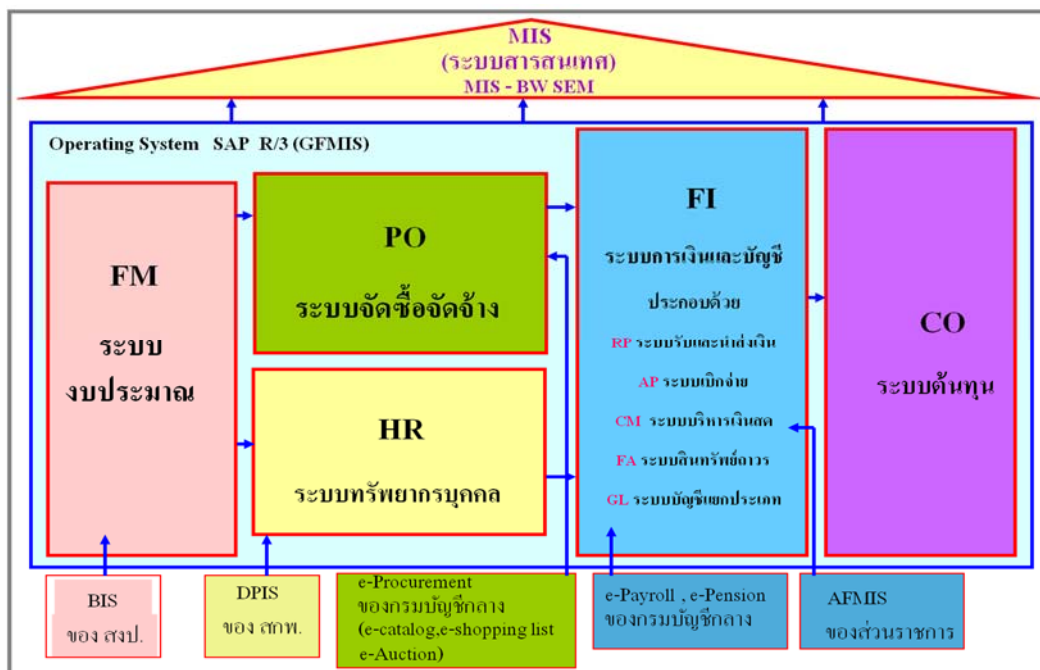 MIS
(ระบบสารสนเทศ)
MIS - BW SEM
Operating System SAP R/3 (GFMIS)
FM
ระบบ
งบประมาณ
PO
ระบบจัดซื้อจัดจ้าง
HR
ระบบทรัพยากรบุคคล
FI
ระบบการเงินและบัญชี
ประกอบด้วย
RP ระบบรับและนำส่งเงิน
AP ระบบเบิกจ่าย
CM ระบบบริหารเงินสด
FA ระบบสินทรัพย์ถาวร
GL ระบบบัญชีแยกประเภท
CO
ระบบต้นทุน
BIS
ของ สงป.
DPIS
ของ สกพ.
e-Procurement
ของกรมบัญชีกลาง
(e-catalog,e-shopping list
e-Auction)
e-Payroll , e-Pension
ของกรมบัญชีกลาง
AFMIS
ของส่วนราชการ